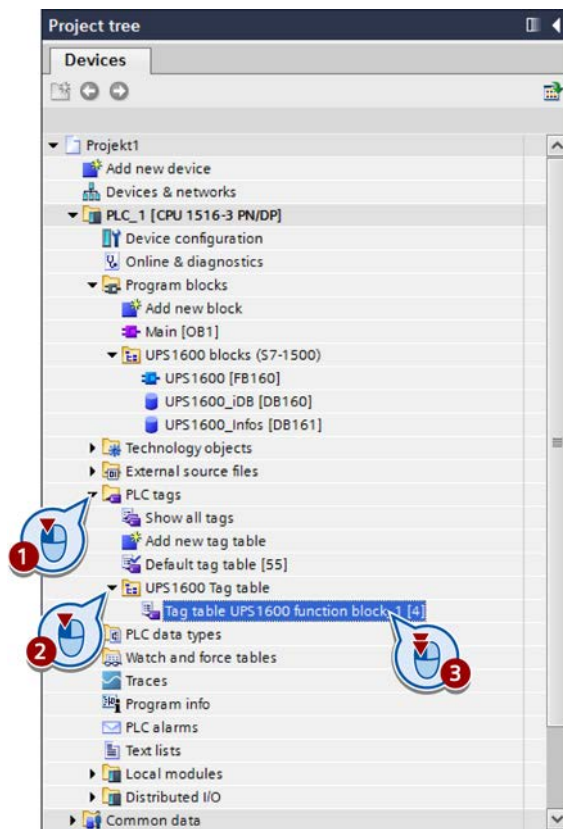 Project tree
Devices
Projekt1
Add new device
Devices & networks
PLC_1 [CPU 1516-3 PN/DP]
Device configuration
Online & diagnostics
Program blocks
Add new block
Main [OB1]
UPS1600 blocks (S7-1500)
UPS1600 [FB160]
UPS1600_iDB [DB160]
UPS1600_Infos [DB161]
Technology objects
External source files
PLC tags
1
Show all tags
Add new tag table
Default tag table [55]
UPS1600 Tag table
Tag table UPS1600 function block_1 [4]
2
PLC data types
3
Watch and force tables
Traces
Program info
PLC alarms
Text lists
Local modules
Distributed I/O
Common data